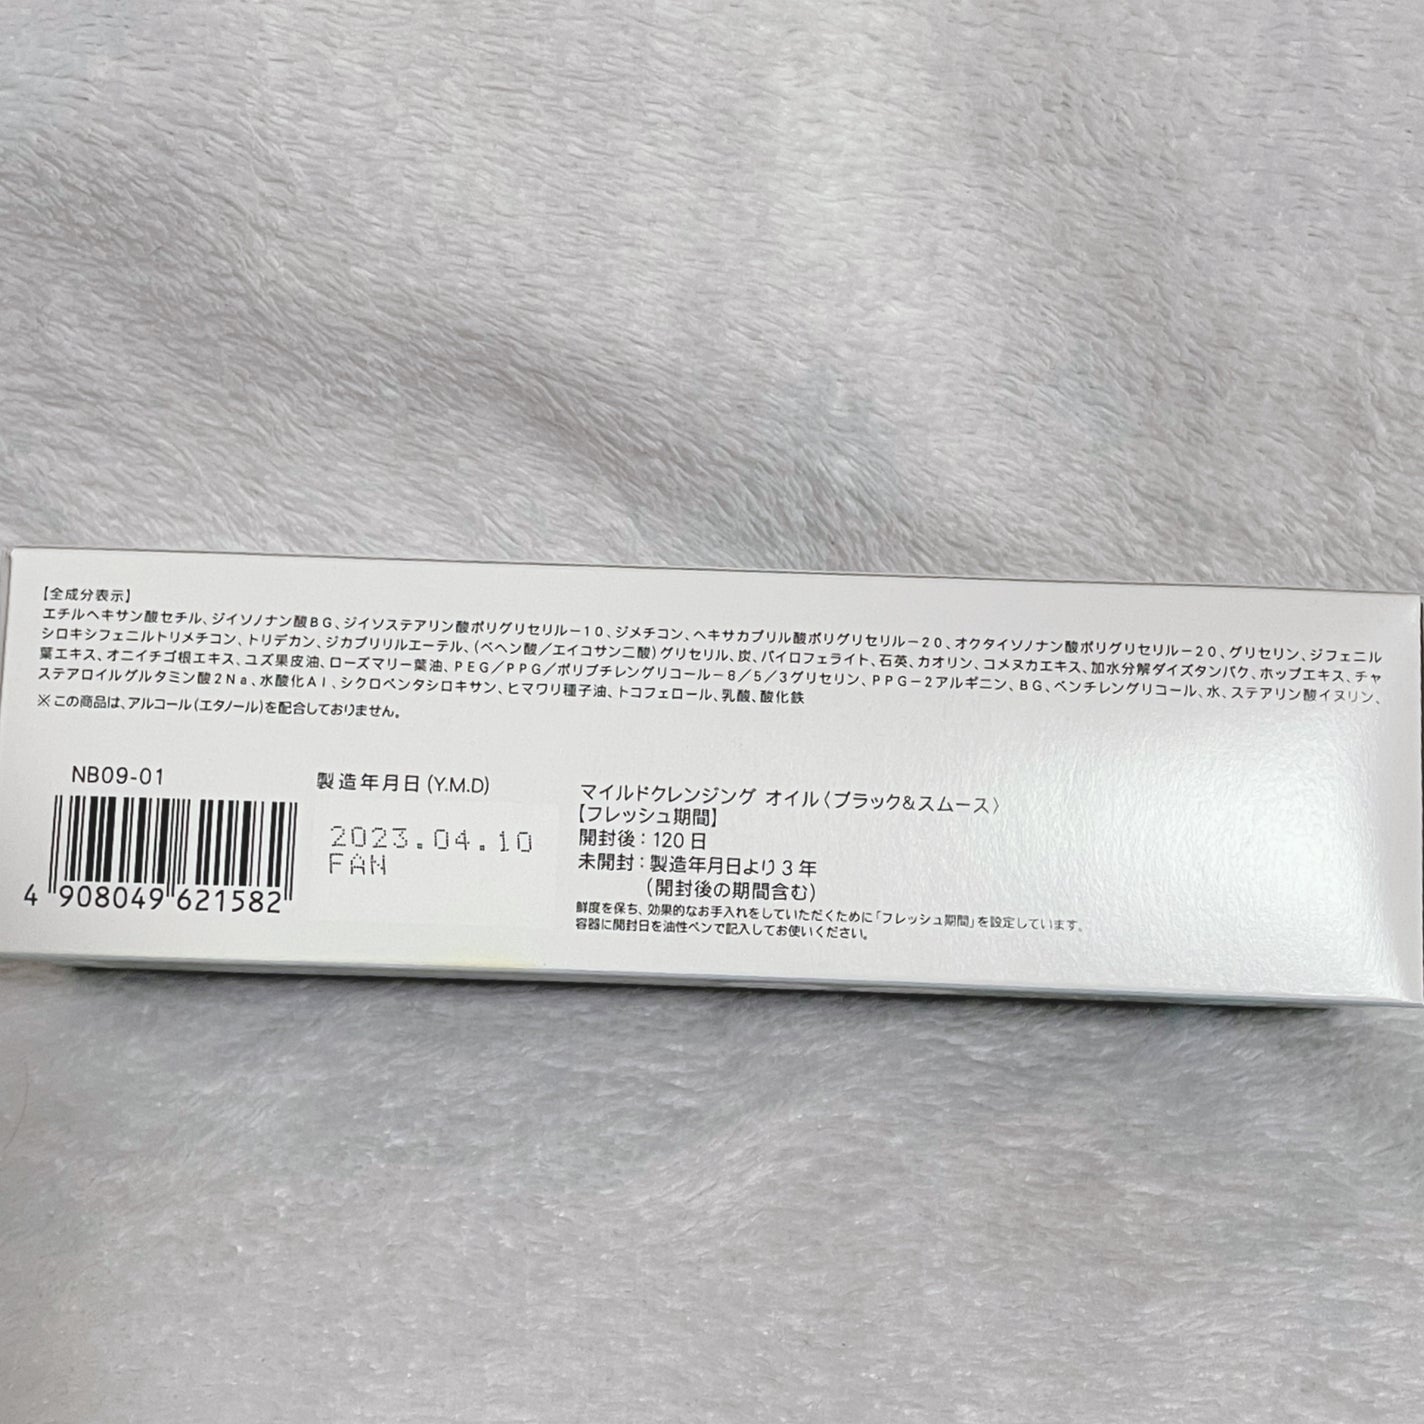 【全成分表示】
エチルヘキサン酸セチル、ジイソノナン酸BG、ジイソステアリン酸ポリグリセリル－10、ジメチコン、ヘキサカプリル酸ポリグリセリル－20、オクタイソノナン酸ポリグリセリル－20、グリセリン、ジフェニル
シロキシフェニルトリメチコン、トリデカン、ジカプリリルエーテル、(ベヘン酸／エイコサン二酸)グリセリル、炭、パイロフェライト、石英、カオリン、コメヌカエキス、加水分解ダイズタンパク、ホップエキス、チャ
葉エキス、オニイチゴ根エキス、ユズ果皮油、ローズマリー葉油、PEG／PPG／ポリブチレングリコール－8／5／3グリセリン、PPG－2アルギニン、BG、ペンチレングリコール、水、ステアリン酸イヌリン、
ステアロイルグルタミン酸2Na、水酸化Al、シクロペンタシロキサン、ヒマワリ種子油、トコフェロール、乳酸、酸化鉄
※この商品は、アルコール(エタノール)を配合しておりません。
NB09-01
4 908049 621582
製造年月日(Y.M.D)
2023.04.10
FAN
マイルドクレンジング オイル〈ブラック&スムース〉
【フレッシュ期間】
開封後：120日
未開封：製造年月日より3年
(開封後の期間含む)
鮮度を保ち、効果的なお手入れをしていただくために「フレッシュ期間」を設定しています。
容器に開封日を油性ペンで記入してお使いください。